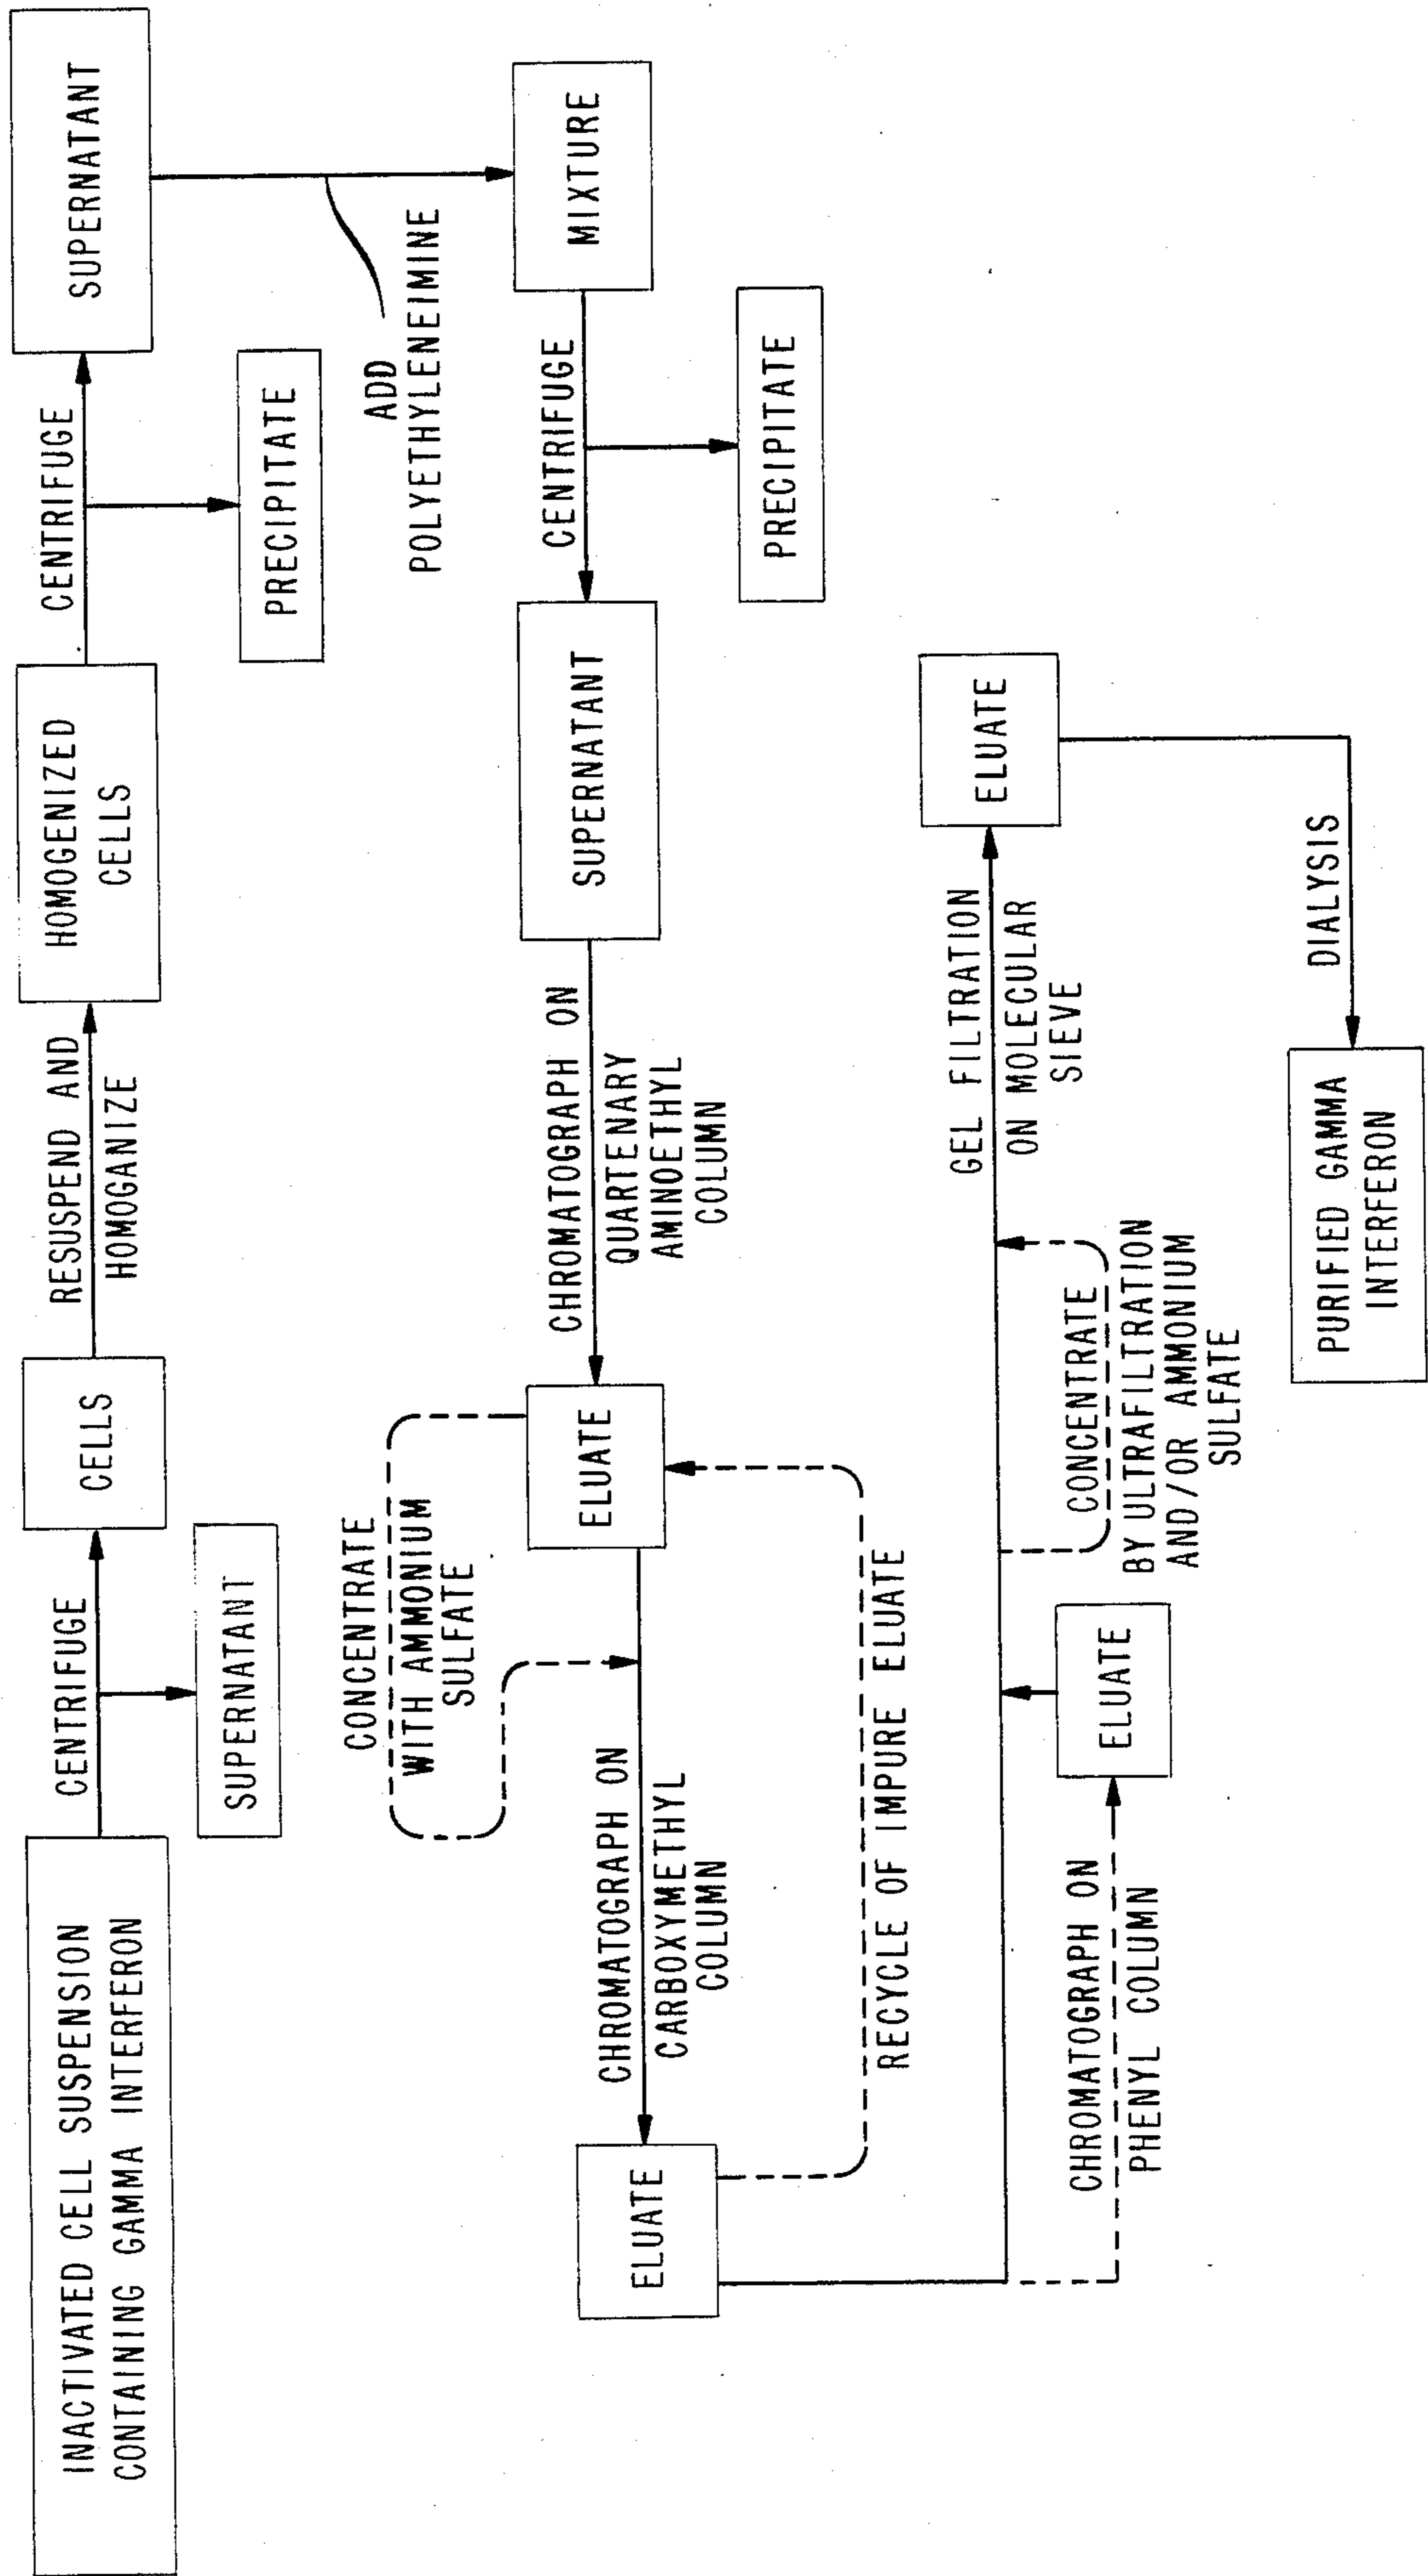 INACTIVATED CELL SUSPENSION
CONTAINING GAMMA INTERFERON
CENTRIFUGE
SUPERNATANT
CELLS
RESUSPEND AND
HOMOGANIZE
HOMOGENIZED
CELLS
CENTRIFUGE
PRECIPITATE
SUPERNATANT
ADD
POLYETHYLENEIMINE
MIXTURE
CENTRIFUGE
PRECIPITATE
SUPERNATANT
CHROMATOGRAPH ON
QUARTENARY
AMINOETHYL
COLUMN
ELUATE
CONCENTRATE
WITH AMMONIUM
SULFATE
CHROMATOGRAPH ON
CARBOXYMETHYL
COLUMN
ELUATE
RECYCLE OF IMPURE ELUATE
CHROMATOGRAPH ON
PHENYL COLUMN
ELUATE
CONCENTRATE
BY ULTRAFILTRATION
AND/OR AMMONIUM
SULFATE
GEL FILTRATION
ON MOLECULAR
SIEVE
ELUATE
DIALYSIS
PURIFIED GAMMA
INTERFERON